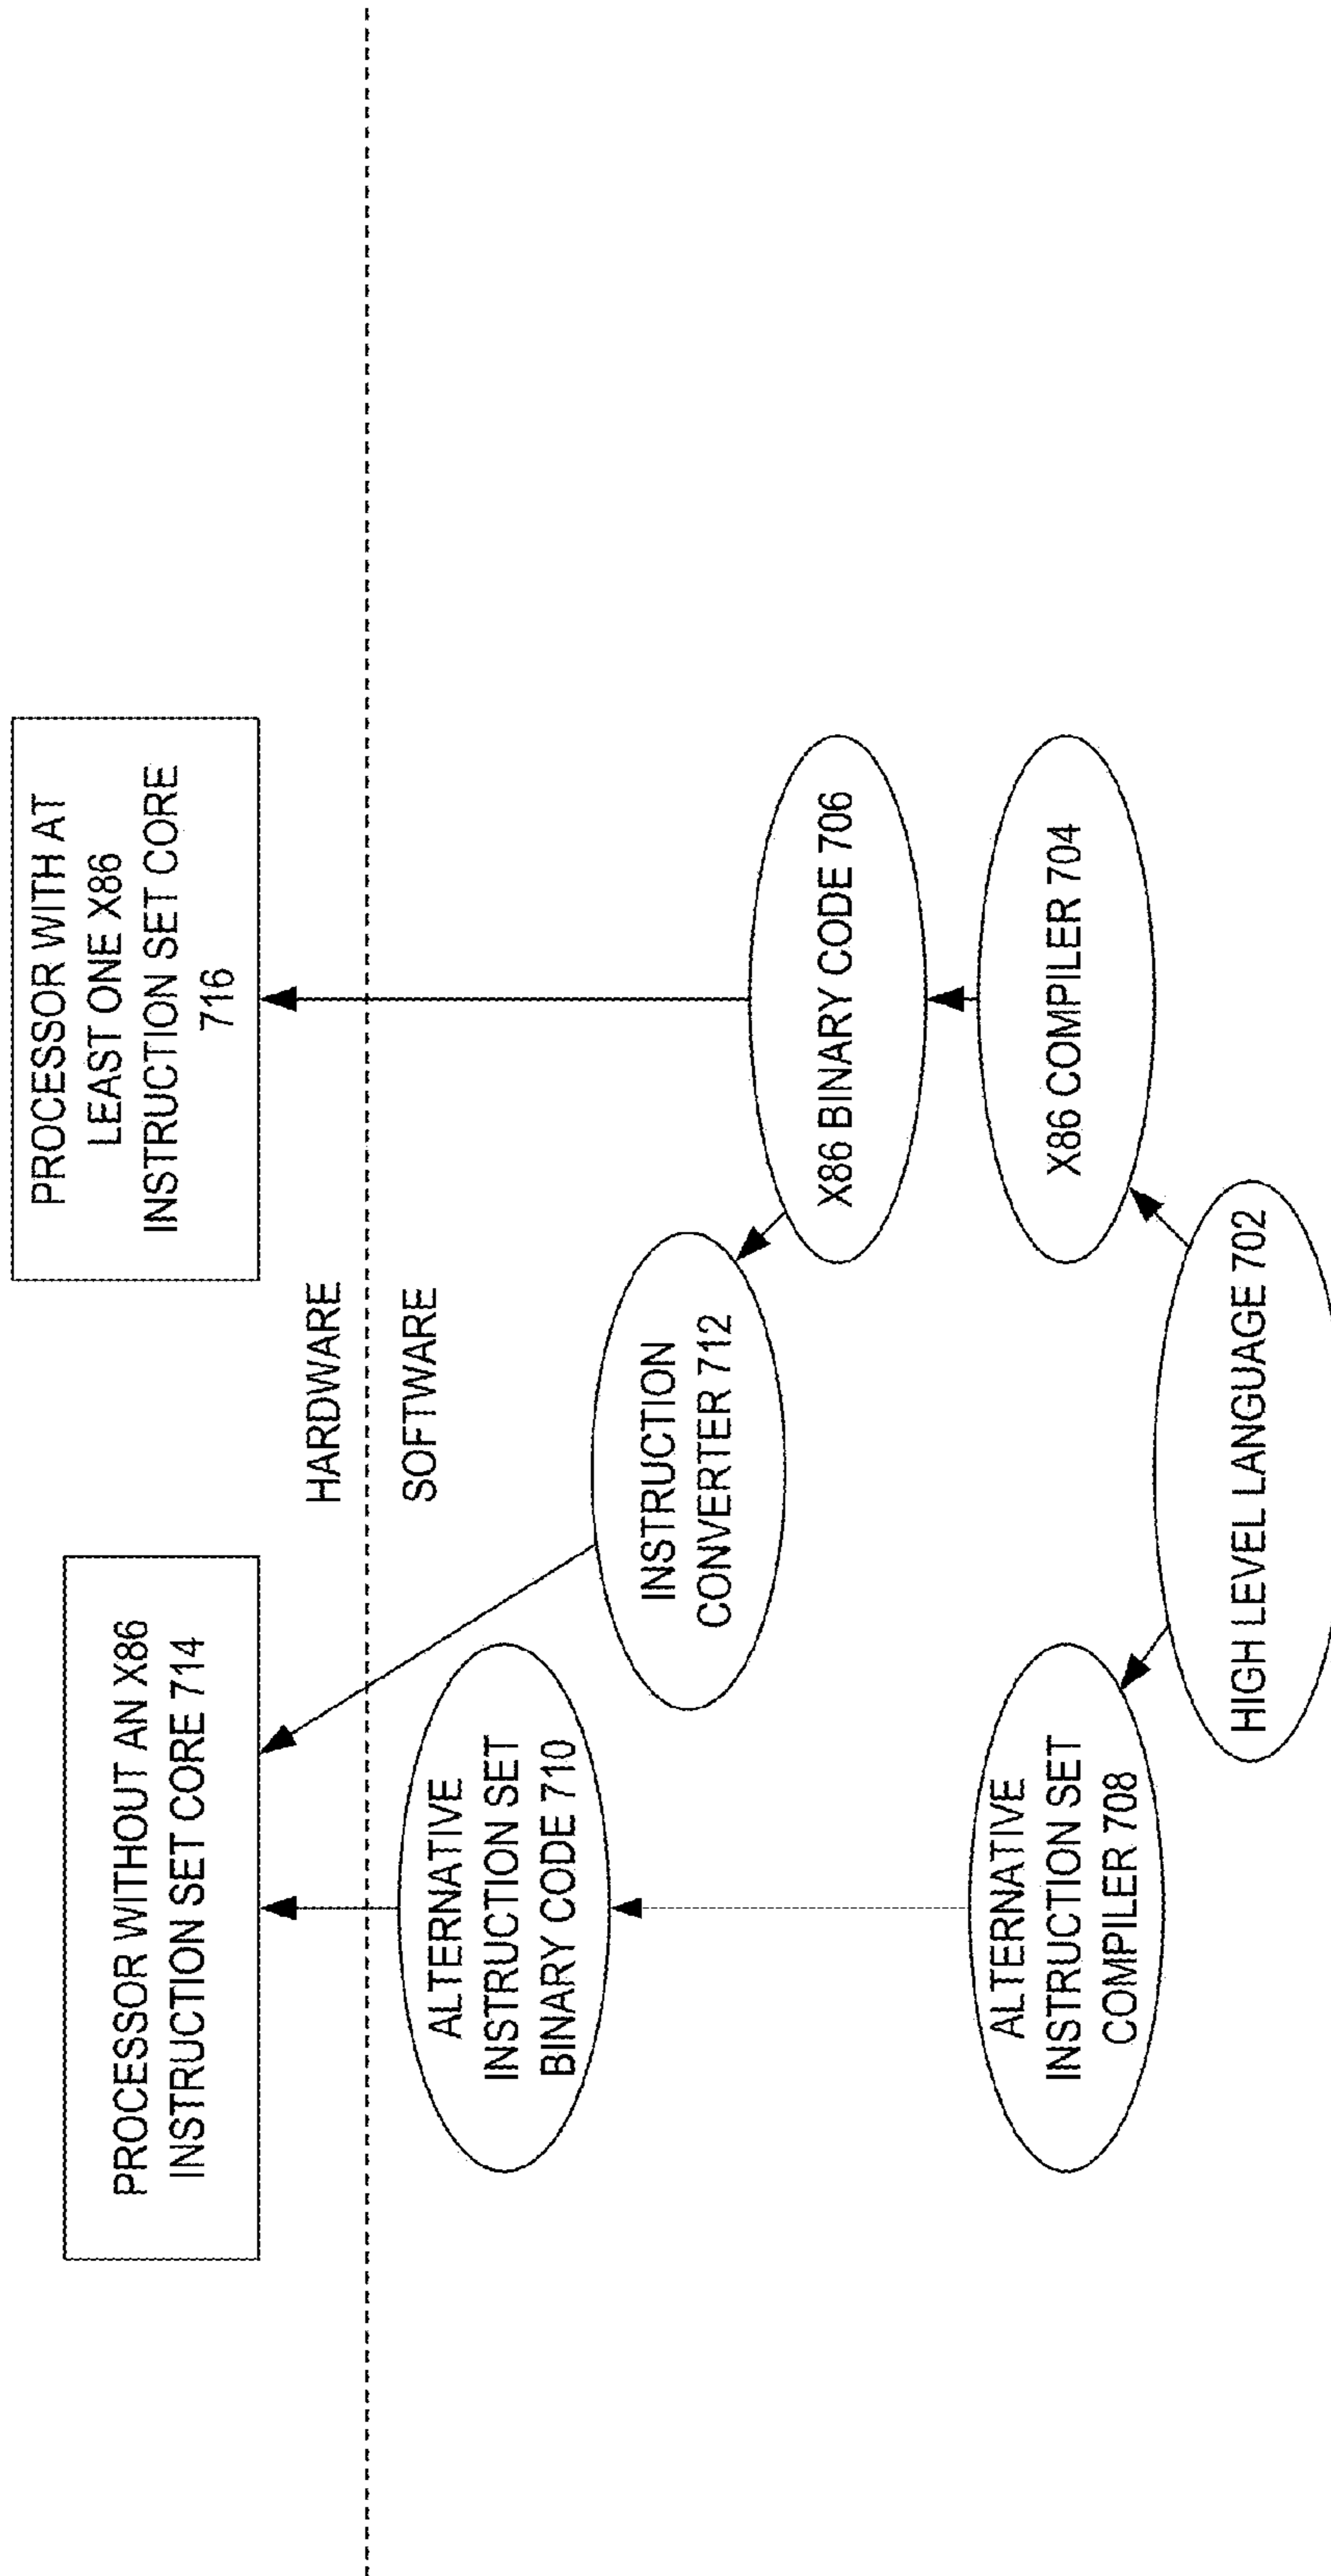 PROCESSOR WITHOUT AN X86
INSTRUCTION SET CORE 714
PROCESSOR WITH AT
LEAST ONE X86
INSTRUCTION SET CORE
716
HARDWARE
SOFTWARE
ALTERNATIVE
INSTRUCTION SET
BINARY CODE 710
INSTRUCTION
CONVERTER 712
X86 BINARY CODE 706
ALTERNATIVE
INSTRUCTION SET
COMPILER 708
X86 COMPILER 704
HIGH LEVEL LANGUAGE 702